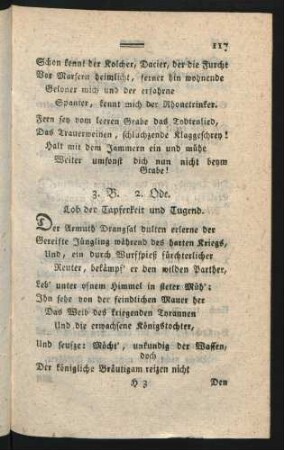 117
Schon kennt der Kolcher, Dacier, der die Furcht
Vor Marsern heimlicht, ferner hin wohnende
Geloner mich und der erfahrne
Spanier, kennt mich der Rhonetrinker.
Fern sey vom leeren Grabe das Todtenlied,
Das Trauerweinen, schluchzende Klaggeschrey!
Halt mit dem Jammern ein und mühe
Weiter umsonst dich nun nicht beym
Grabe!
3. B. 2. Ode.
Lob der Tapferkeit und Tugend.
Der Armuth Drangsal dulten erlerne der
Gereifte Jüngling während des harten Kriegs,
Und, ein durch Wurfspieß fürchterlicher
Reuter, bekämpf' er den wilden Parther,
Leb' unter ofnem Himmel in steter Müh':
Ihn sehe von der feindlichen Mauer her
Das Weib des kriegenden Tyrannen
Und die erwachsene Königstochter,
Und seufze: Möcht', unkundig der Waffen,
doch
Der königliche Bräutigam reizen nicht
H 3 Den